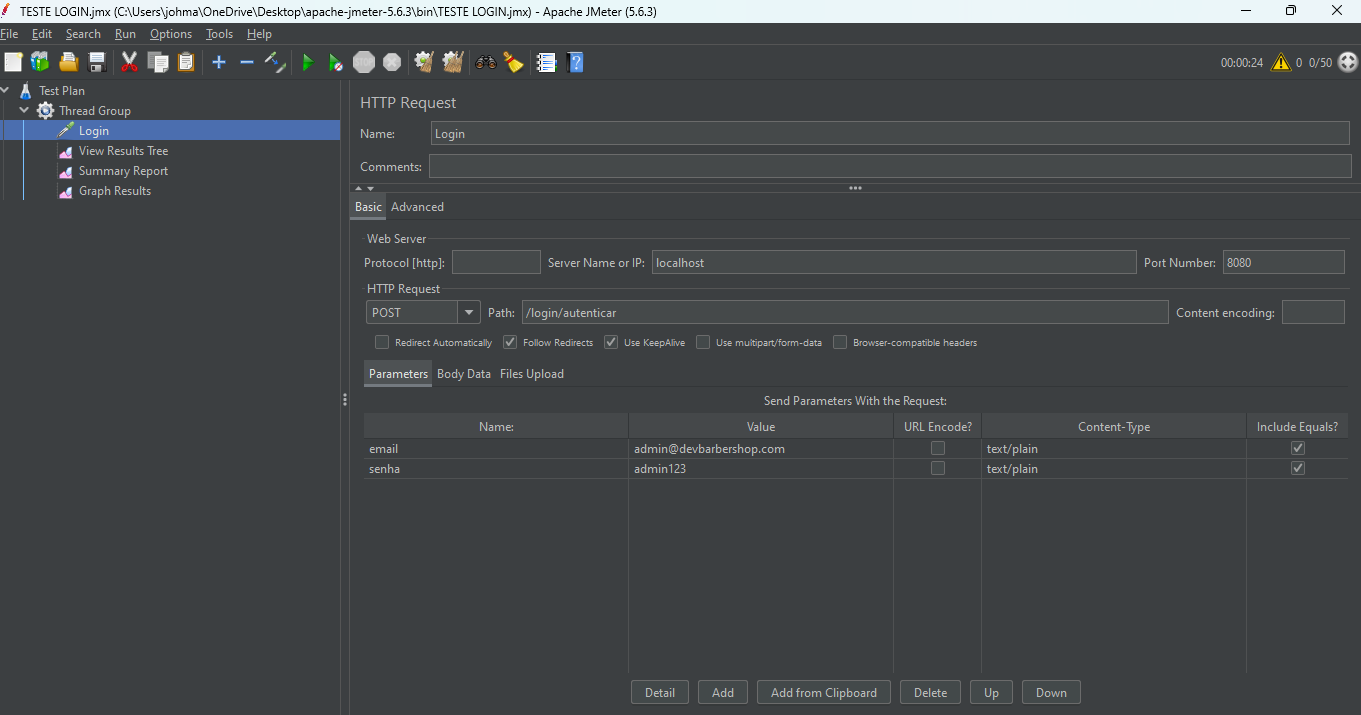 TESTE LOGIN.jmx (C:\Users\johma\OneDrive\Desktop\apache-jmeter-5.6.3\bin\TESTE LOGIN.jmx) - Apache JMeter (5.6.3)
File Edit Search Run Options Tools Help
STOP
00:00:24 0 0/50
Test Plan
Thread Group
Login
View Results Tree
Summary Report
Graph Results
HTTP Request
Name: Login
Comments:
Basic Advanced
Web Server
Protocol [http]: Server Name or IP: localhost Port Number: 8080
HTTP Request
POST Path: /login/autenticar Content encoding:
Redirect Automatically Follow Redirects Use KeepAlive Use multipart/form-data Browser-compatible headers
Parameters Body Data Files Upload
Send Parameters With the Request:
Name: Value URL Encode? Content-Type Include Equals?
email admin@devbarbershop.com text/plain
senha admin123 text/plain
Detail Add Add from Clipboard Delete Up Down